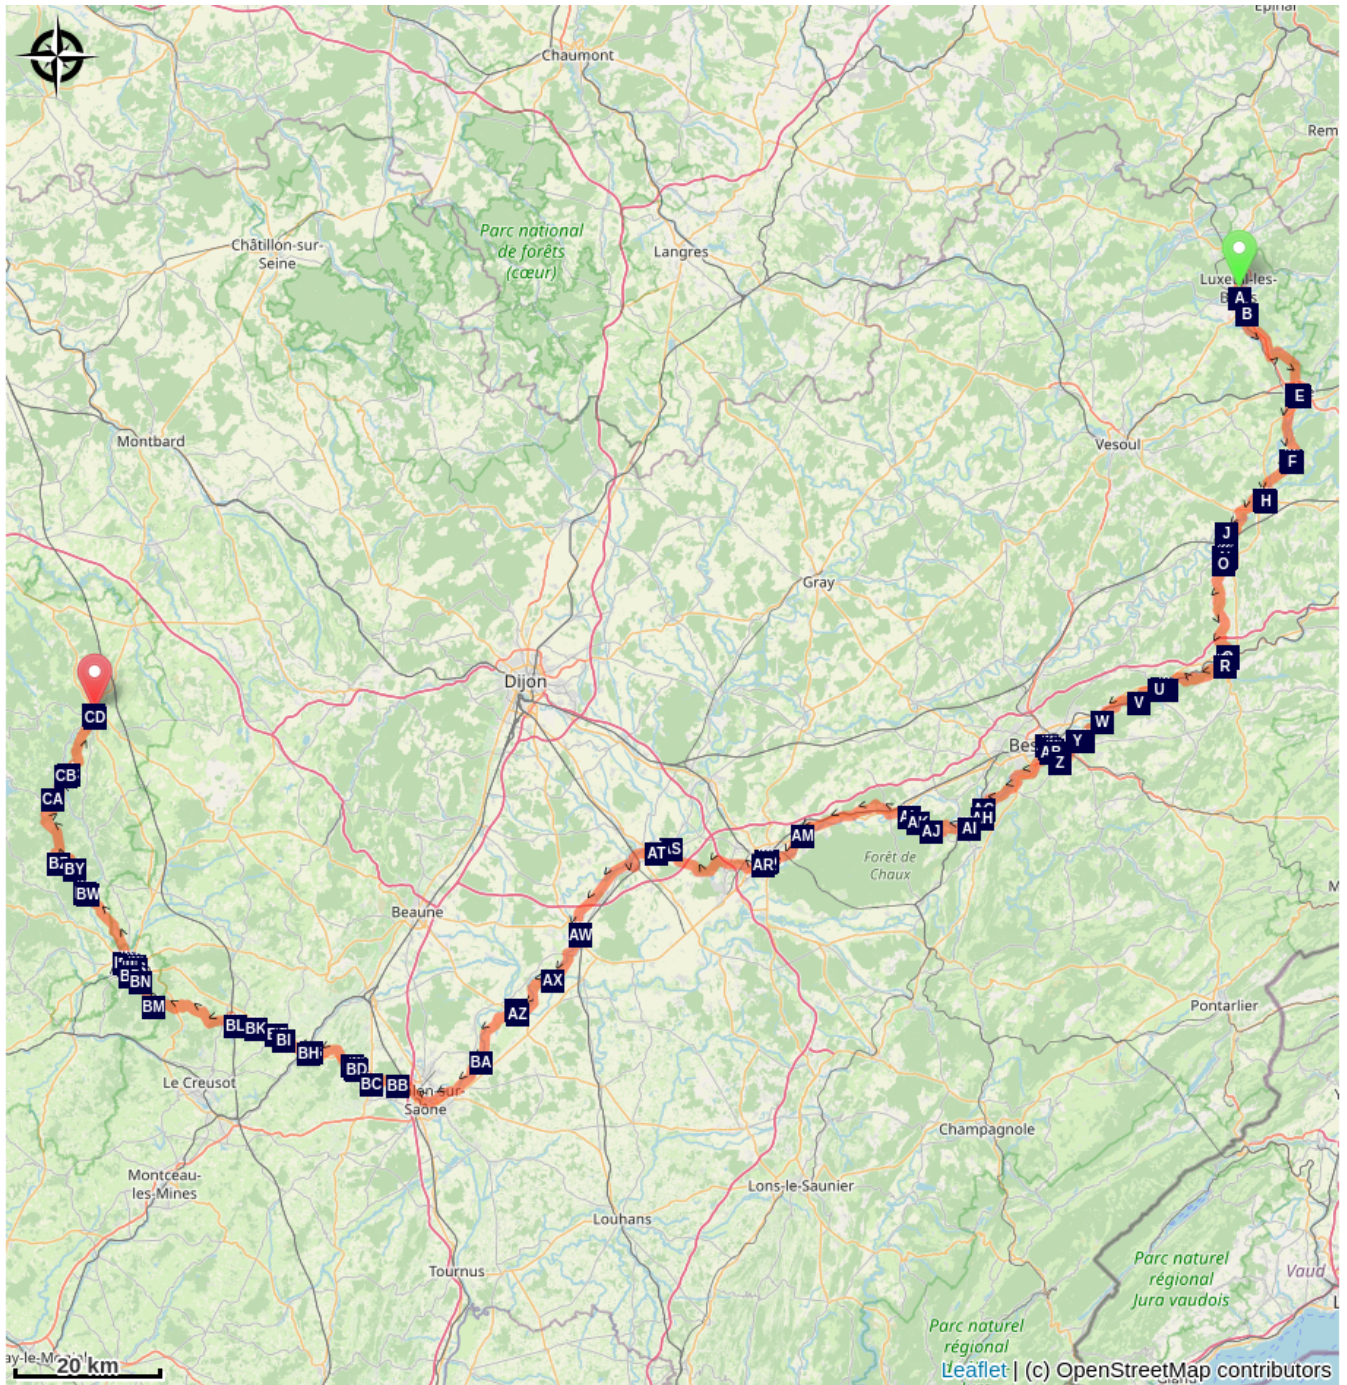 Epinal
Chaumont
Rem
Parc national
de forêts
(cœur)
Châtillon-sur-
Seine
Langres
Luxeuil-les-
A
B
E
Montbard
Vesoul
F
H
J
O
Gray
Dijon
R
U
V
W
Y
Z
CD
CB
CA
AM
AJ
AI
AH
AT
AR
Forêt de
Chaux
BY
BW
Beaune
AW
AX
AZ
BN
BM
BL
BK
BI
BH
BD
BC
BB
BA
Saône
Pontarlier
Le Creusot
Champagnole
Montceau-
les-Mines
Lons-le-Saunier
Louhans
Tournus
Parc naturel
régional
Jura vaudois
Vaud
Parc naturel
régional
20 km
Leaflet | (c) OpenStreetMap contributors